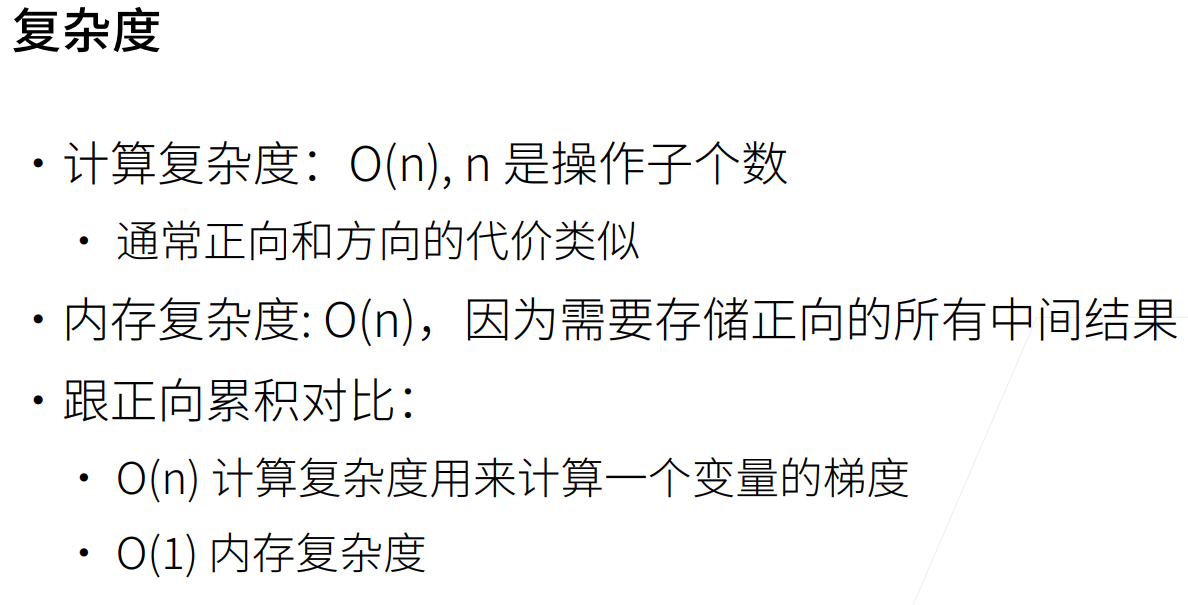 复杂度
• 计算复杂度：O(n), n 是操作子个数
• 通常正向和方向的代价类似
• 内存复杂度: O(n)，因为需要存储正向的所有中间结果
• 跟正向累积对比：
• O(n) 计算复杂度用来计算一个变量的梯度
• O(1) 内存复杂度